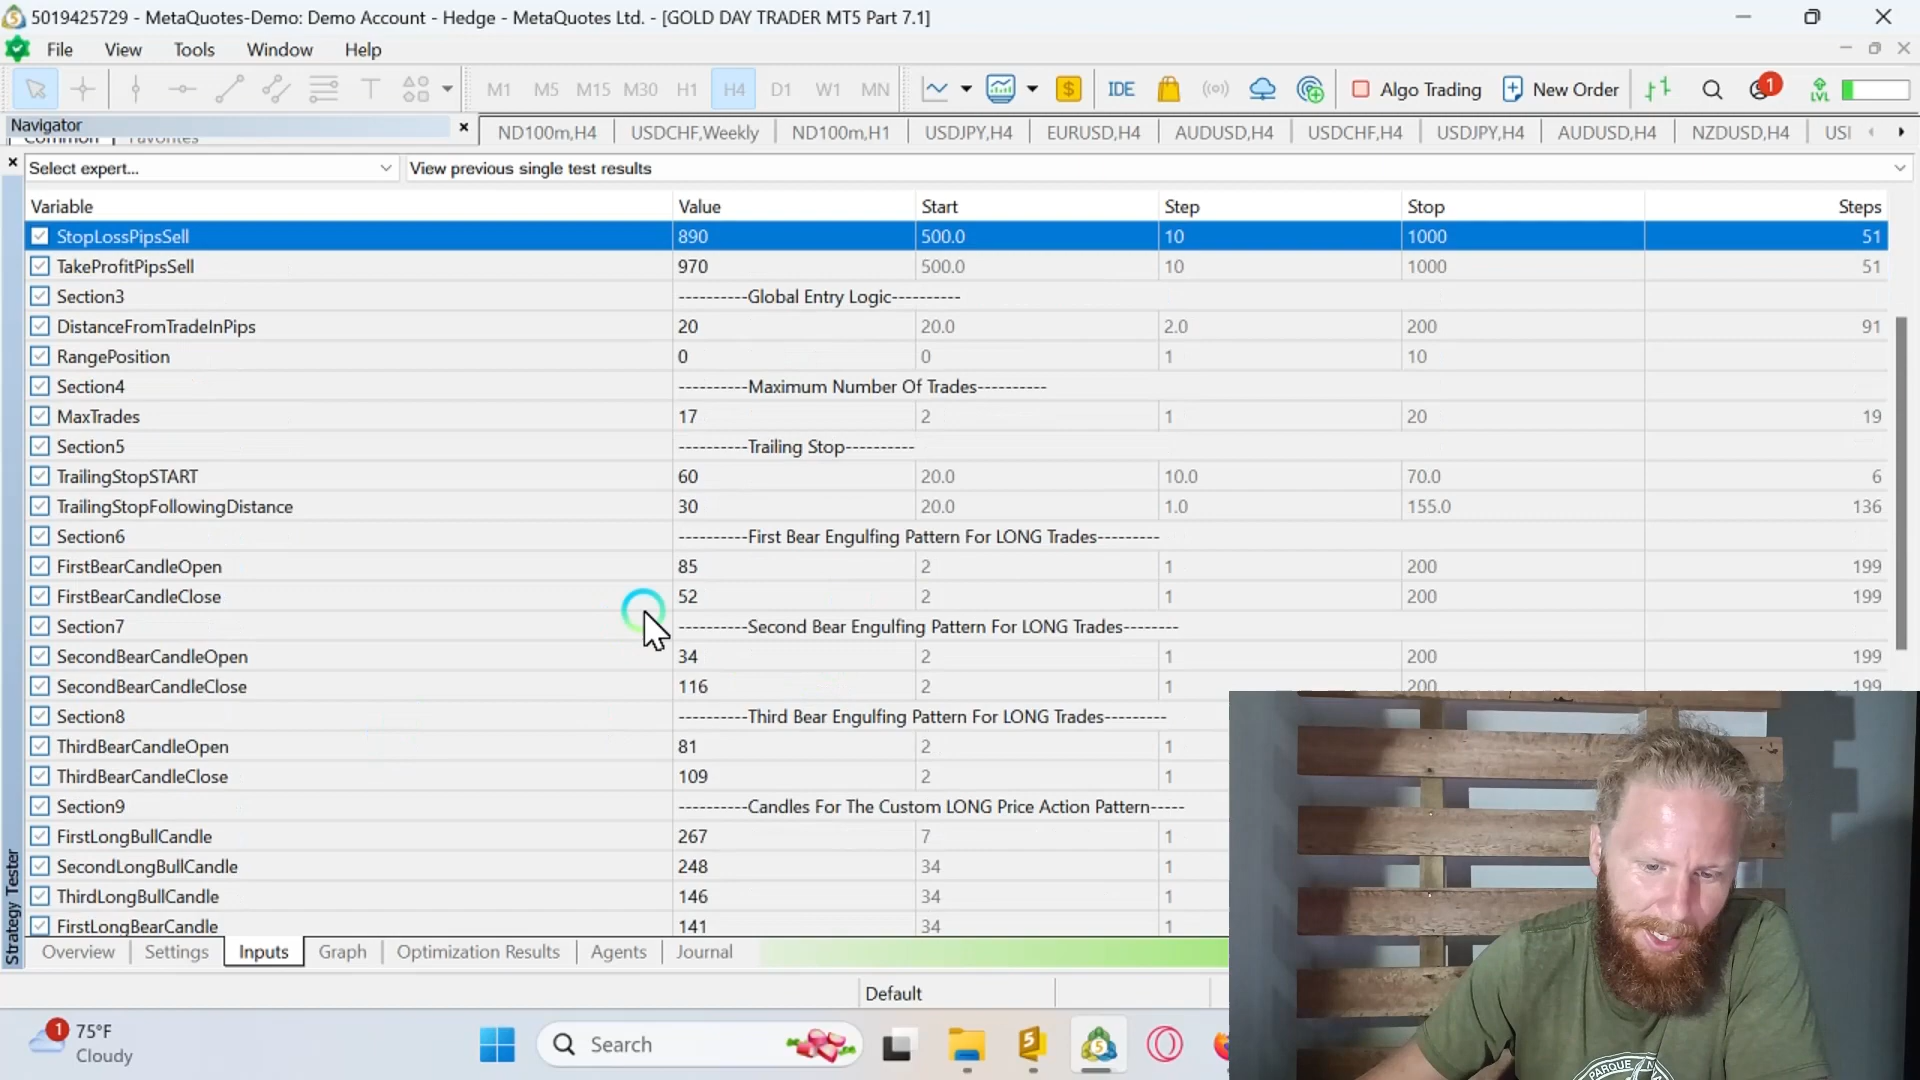 5019425729 - MetaQuotes-Demo: Demo Account - Hedge - MetaQuotes Ltd. - [GOLD DAY TRADER MT5 Part 7.1]
File View Tools Window Help
M1 M5 M15 M30 H1 H4 D1 W1 MN IDE Algo Trading New Order 1 LVL
Navigator
Common Favorites
ND100m,H4 USDCHF,Weekly ND100m,H1 USDJPY,H4 EURUSD,H4 AUDUSD,H4 USDCHF,H4 USDJPY,H4 AUDUSD,H4 NZDUSD,H4
Select expert... View previous single test results
Variable Value Start Step Stop Steps
StopLossPipsSell 890 500.0 10 1000 51
TakeProfitPipsSell 970 500.0 10 1000 51
Section3 ----------Global Entry Logic----------
DistanceFromTradeInPips 20 20.0 2.0 200 91
RangePosition 0 0 1 10
Section4 ----------Maximum Number Of Trades----------
MaxTrades 17 2 1 20 19
Section5 ----------Trailing Stop----------
TrailingStopSTART 60 20.0 10.0 70.0 6
TrailingStopFollowingDistance 30 20.0 1.0 155.0 136
Section6 ----------First Bear Engulfing Pattern For LONG Trades---------
FirstBearCandleOpen 85 2 1 200 199
FirstBearCandleClose 52 2 1 200 199
Section7 ----------Second Bear Engulfing Pattern For LONG Trades--------
SecondBearCandleOpen 34 2 1 200 199
SecondBearCandleClose 116 2 1 200 199
Section8 ----------Third Bear Engulfing Pattern For LONG Trades---------
ThirdBearCandleOpen 81 2 1
ThirdBearCandleClose 109 2 1
Section9 ----------Candles For The Custom LONG Price Action Pattern-----
FirstLongBullCandle 267 7 1
SecondLongBullCandle 248 34 1
ThirdLongBullCandle 146 34 1
FirstLongBearCandle 141 34 1
Strategy Tester
Overview Settings Inputs Graph Optimization Results Agents Journal
Default
1 75°F
Cloudy
Search
5
5
PARQUE